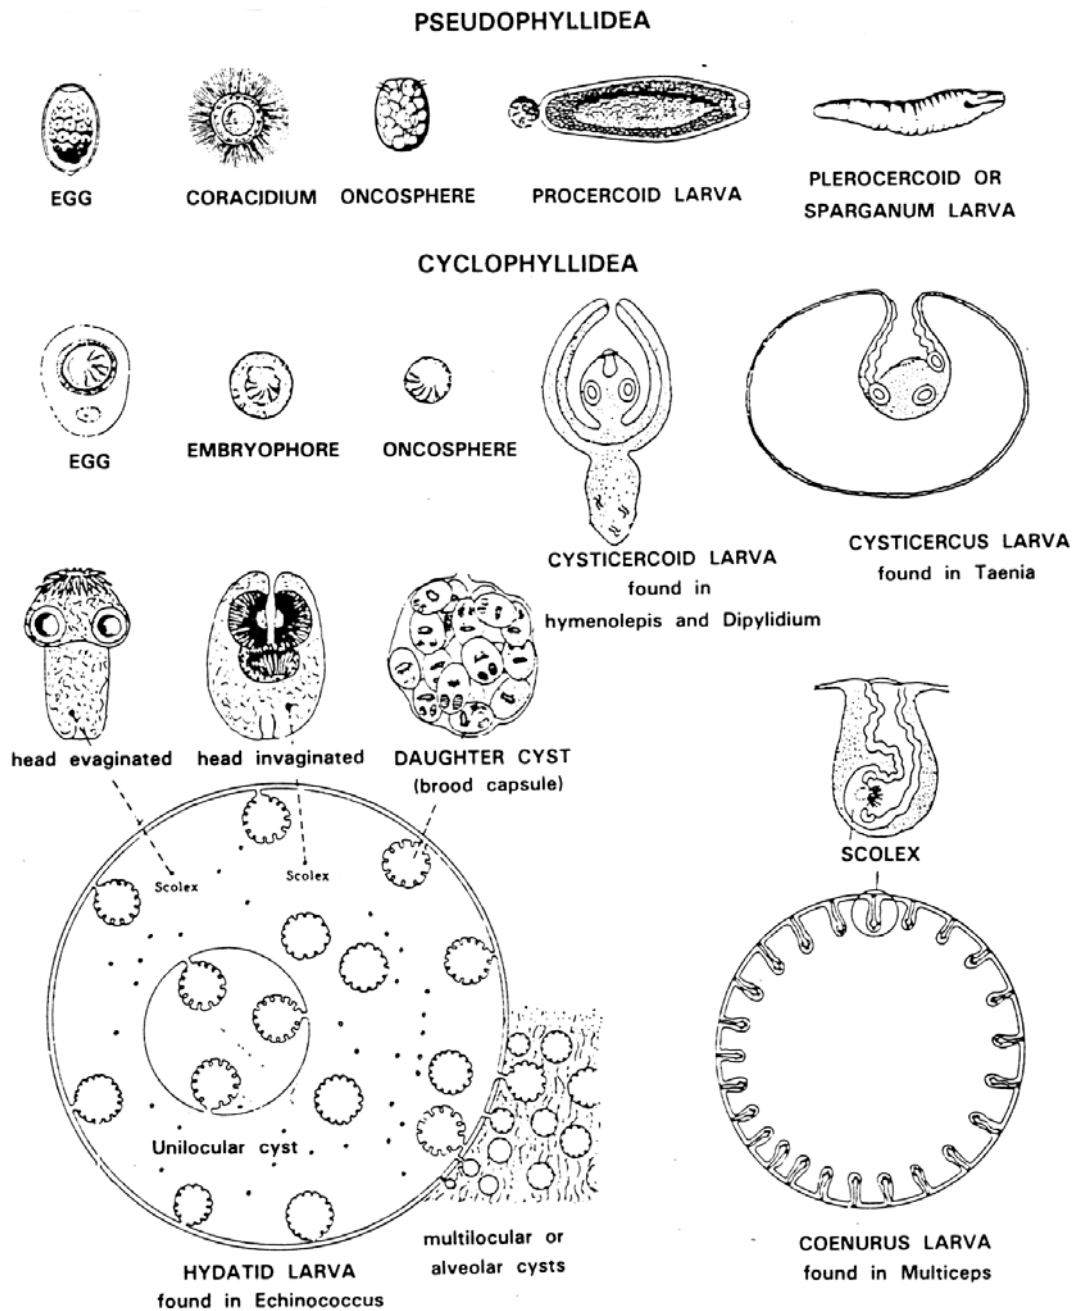 PSEUDOPHYLLIDEA
EGG
CORACIDIUM
ONCOSPHERE
PROCERCOID LARVA
PLEROCERCOID OR
SPARGANUM LARVA
CYCLOPHYLLIDEA
EGG
EMBRYOPHORE
ONCOSPHERE
CYSTICERCOID LARVA
found in
hymenolepis and Dipylidium
CYSTICERCUS LARVA
found in Taenia
head evaginated
head invaginated
DAUGHTER CYST
(brood capsule)
SCOLEX
Scolex
Scolex
Unilocular cyst
multilocular or
alveolar cysts
HYDATID LARVA
found in Echinococcus
COENURUS LARVA
found in Multiceps